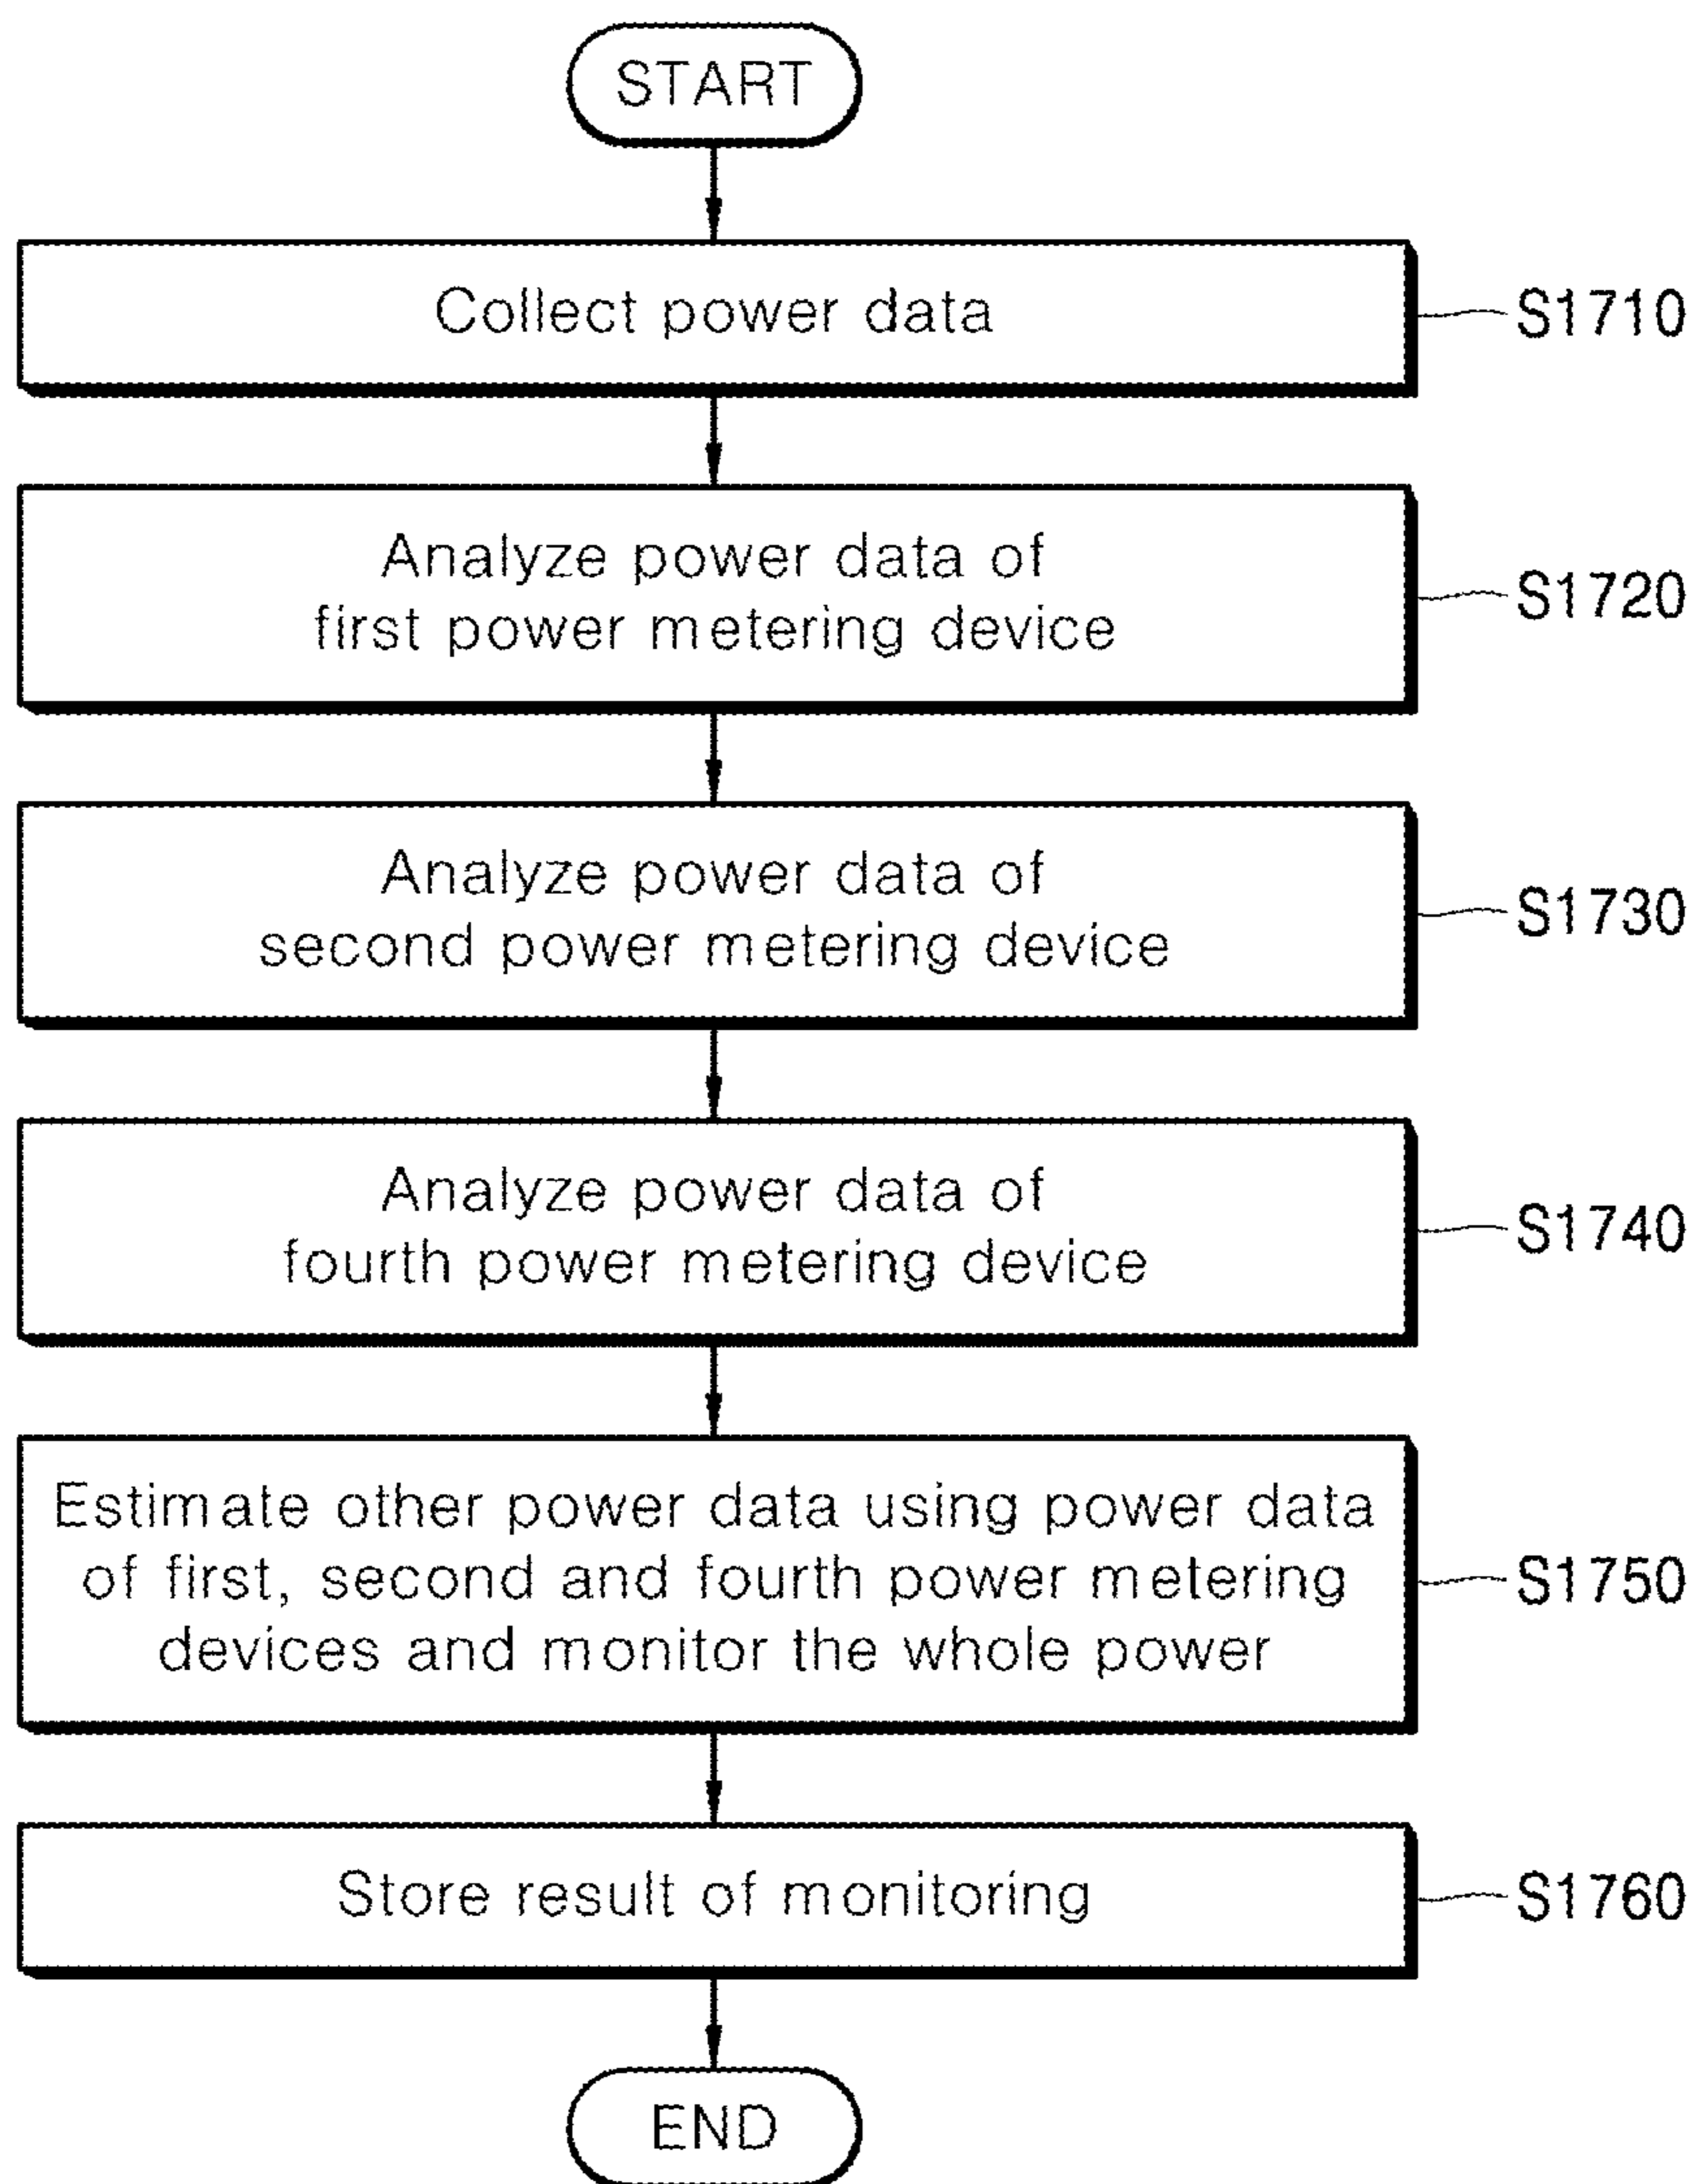 START
Collect power data
S1710
Analyze power data of
first power metering device
S1720
Analyze power data of
second power metering device
S1730
Analyze power data of
fourth power metering device
S1740
Estimate other power data using power data
of first, second and fourth power metering
devices and monitor the whole power
S1750
Store result of monitoring
S1760
END